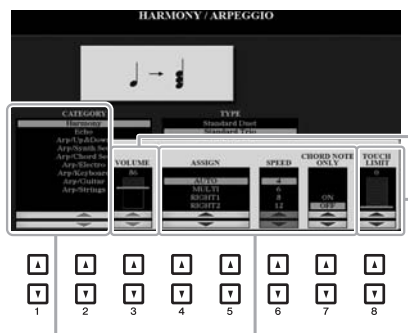 HARMONY / ARPEGGIO
CATEGORY
Harmony
Echo
Arp/Up&Down
Arp/Synth Seq
Arp/Chord Seq
Arp/Electro
Arp/Keyboard
Arp/Guitar
Arp/Strings
TYPE
Standard Duet
Standard Trio
VOLUME
86
ASSIGN
AUTO
MULTI
RIGHT1
RIGHT2
SPEED
4
6
8
12
CHORD NOTE
ONLY
ON
OFF
TOUCH
LIMIT
0
1 2 3 4 5 6 7 8